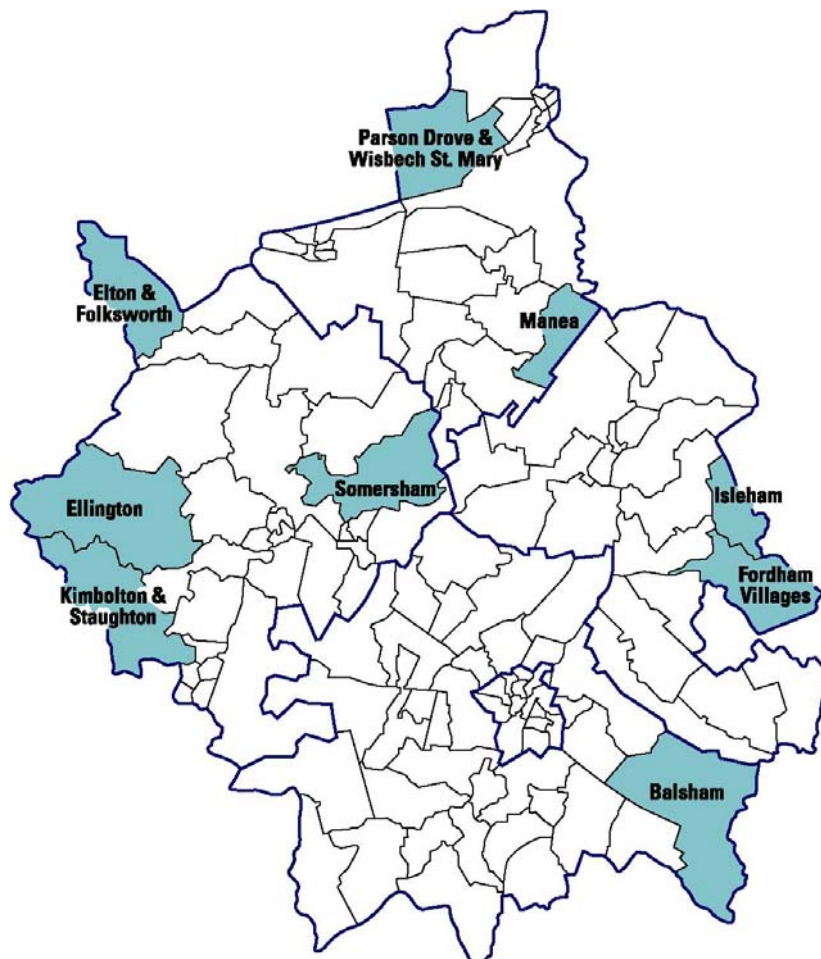 Parson Drove &
Wisbech St. Mary
Elton &
Folksworth
Manea
Ellington
Somersham
Isleham
Kimbolton &
Staughton
Fordham
Villages
Balsham